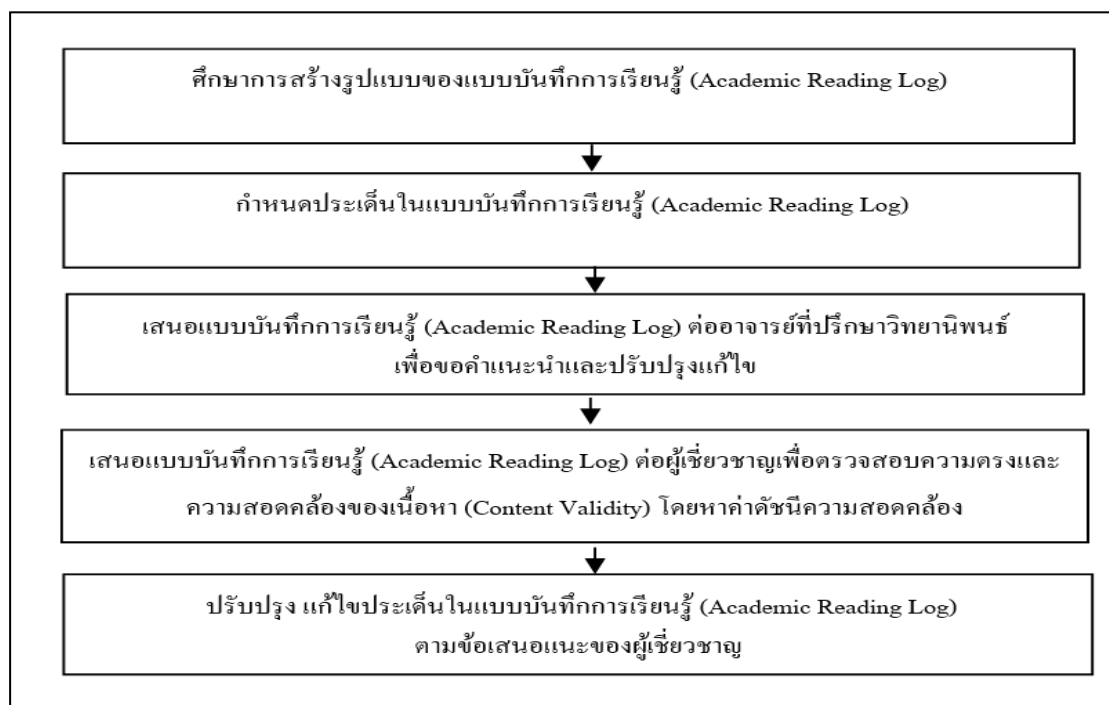 ศึกษาการสร้างรูปแบบของแบบบันทึกการเรียนรู้ (Academic Reading Log)
กำหนดประเด็นในแบบบันทึกการเรียนรู้ (Academic Reading Log)
เสนอแบบบันทึกการเรียนรู้ (Academic Reading Log) ต่ออาจารย์ที่ปรึกษาวิทยานิพนธ์
เพื่อขอคำแนะนำและปรับปรุงแก้ไข
เสนอแบบบันทึกการเรียนรู้ (Academic Reading Log) ต่อผู้เชี่ยวชาญเพื่อตรวจสอบความตรงและ
ความสอดคล้องของเนื้อหา (Content Validity) โดยหาค่าดัชนีความสอดคล้อง
ปรับปรุง แก้ไขประเด็นในแบบบันทึกการเรียนรู้ (Academic Reading Log)
ตามข้อเสนอแนะของผู้เชี่ยวชาญ